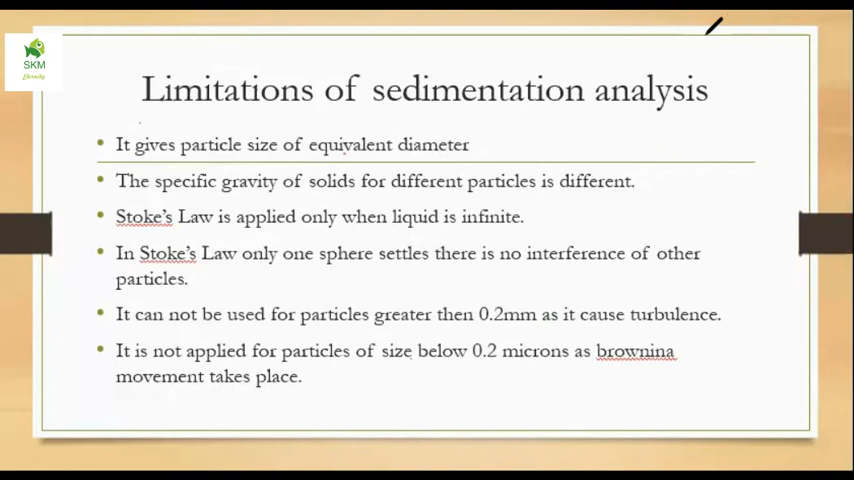 SKM
Eternity
Limitations of sedimentation analysis
• It gives particle size of equivalent diameter
• The specific gravity of solids for different particles is different.
• Stoke's Law is applied only when liquid is infinite.
• In Stoke's Law only one sphere settles there is no interference of other
particles.
• It can not be used for particles greater then 0.2mm as it cause turbulence.
• It is not applied for particles of size below 0.2 microns as brownina
movement takes place.